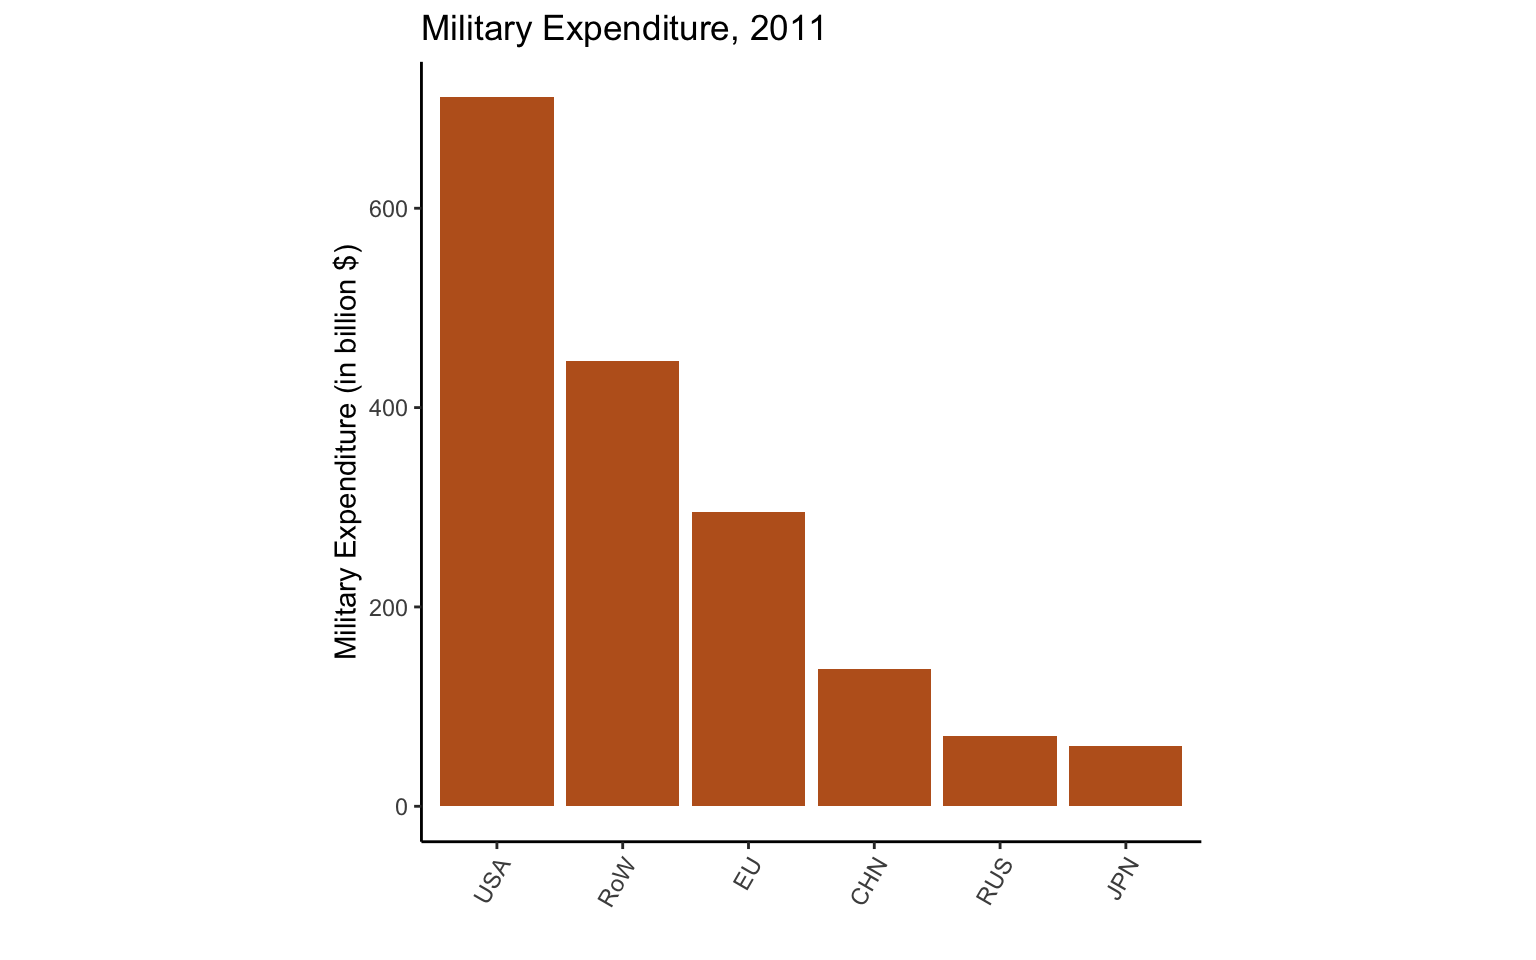 Military Expenditure, 2011
Military Expenditure (in billion $)
600
400
200
0
USA
RoW
EU
CHN
RUS
JPN